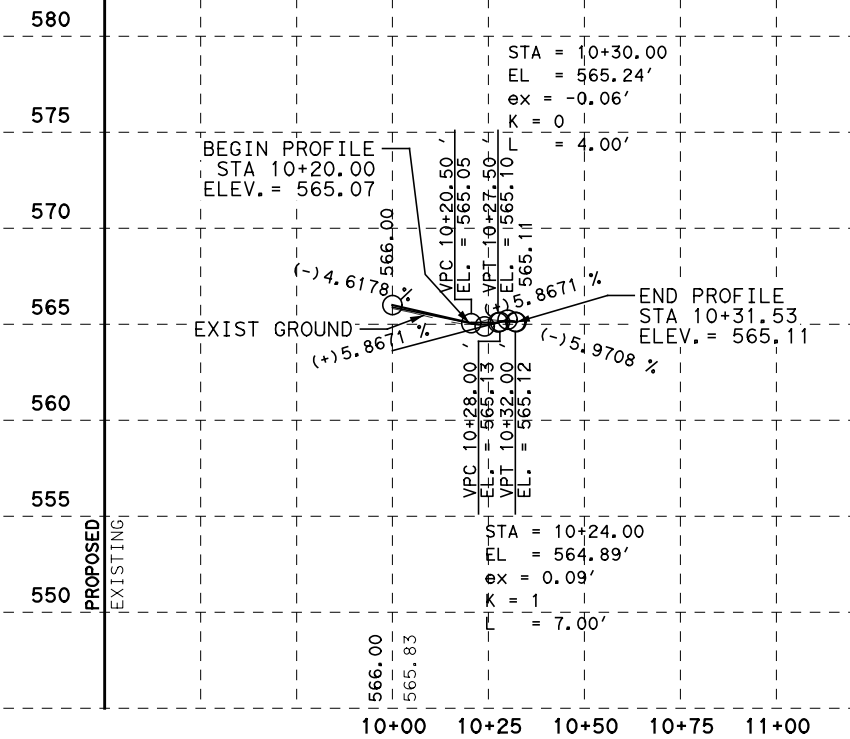 580
STA = 10+30.00
EL = 565.24'
ex = -0.06'
K = 0
L = 4.00'
575
BEGIN PROFILE
STA 10+20.00
ELEV. = 565.07
VPC 10+20.50 '
EL. = 565.05
VPT 10+27.50 '
EL. = 565.10
565.11
570
566.00
(-)4.6178 %
(+)5.8671 %
565
EXIST GROUND
(+)5.8671 %
END PROFILE
STA 10+31.53
ELEV. = 565.11
(-)5.9708 %
560
VPC 10+28.00 '
EL. = 565.13
VPT 10+32.00 '
EL. = 565.12
555
PROPOSED
EXISTING
STA = 10+24.00
EL = 564.89'
ex = 0.09'
K = 1
L = 7.00'
550
566.00
565.83
10+00 10+25 10+50 10+75 11+00